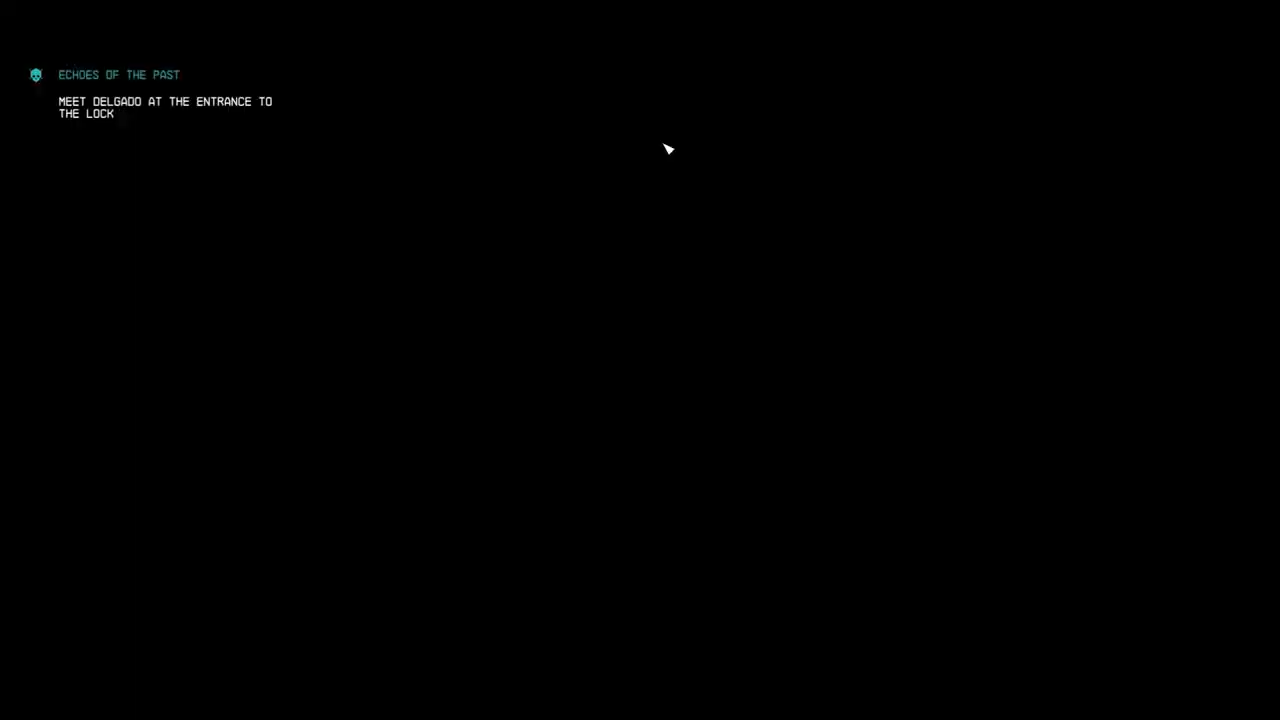 ECHOES OF THE PAST
MEET DELGADO AT THE ENTRANCE TO
THE LOCK